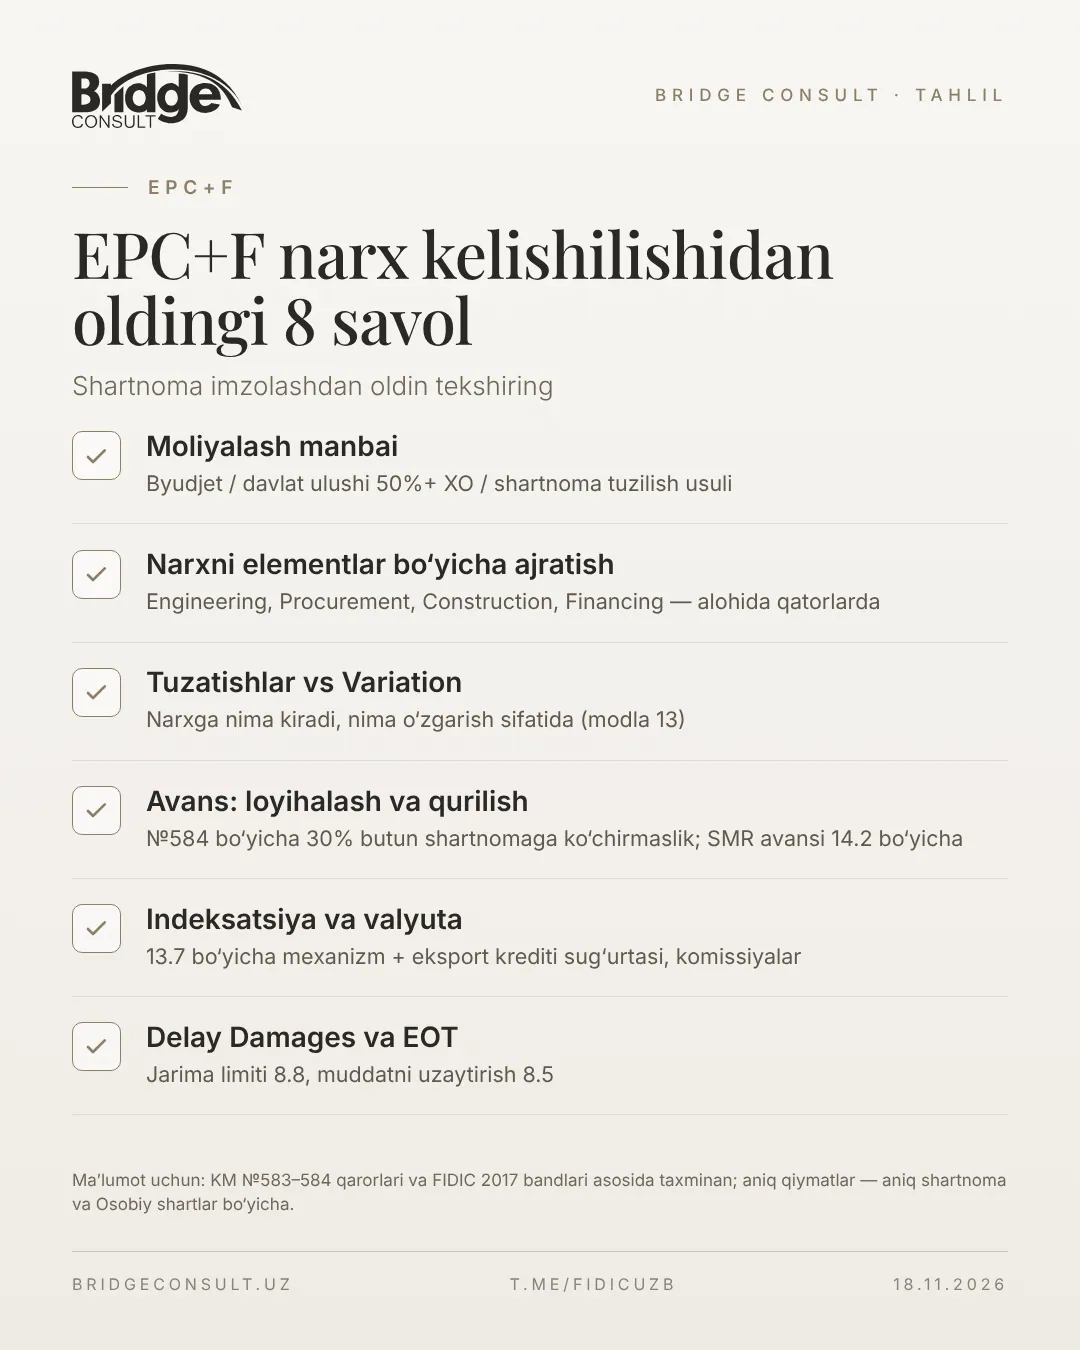 Bridge
CONSULT
BRIDGE CONSULT · TAHLIL
EPC+F
EPC+F narx kelishilishidan
oldingi 8 savol
Shartnoma imzolashdan oldin tekshiring
Moliyalash manbai
Byudjet / davlat ulushi 50%+ XO / shartnoma tuzilish usuli
Narxni elementlar bo‘yicha ajratish
Engineering, Procurement, Construction, Financing — alohida qatorlarda
Tuzatishlar vs Variation
Narxga nima kiradi, nima o‘zgarish sifatida (modla 13)
Avans: loyihalash va qurilish
№584 bo‘yicha 30% butun shartnomaga ko‘chirmaslik; SMR avansi 14.2 bo‘yicha
Indeksatsiya va valyuta
13.7 bo‘yicha mexanizm + eksport krediti sug‘urtasi, komissiyalar
Delay Damages va EOT
Jarima limiti 8.8, muddatni uzaytirish 8.5
Ma’lumot uchun: KM №583–584 qarorlari va FIDIC 2017 bandlari asosida taxminan; aniq qiymatlar — aniq shartnoma
va Osobiy shartlar bo‘yicha.
BRIDGECONSULT.UZ
T.ME/FIDICUZB
18.11.2026